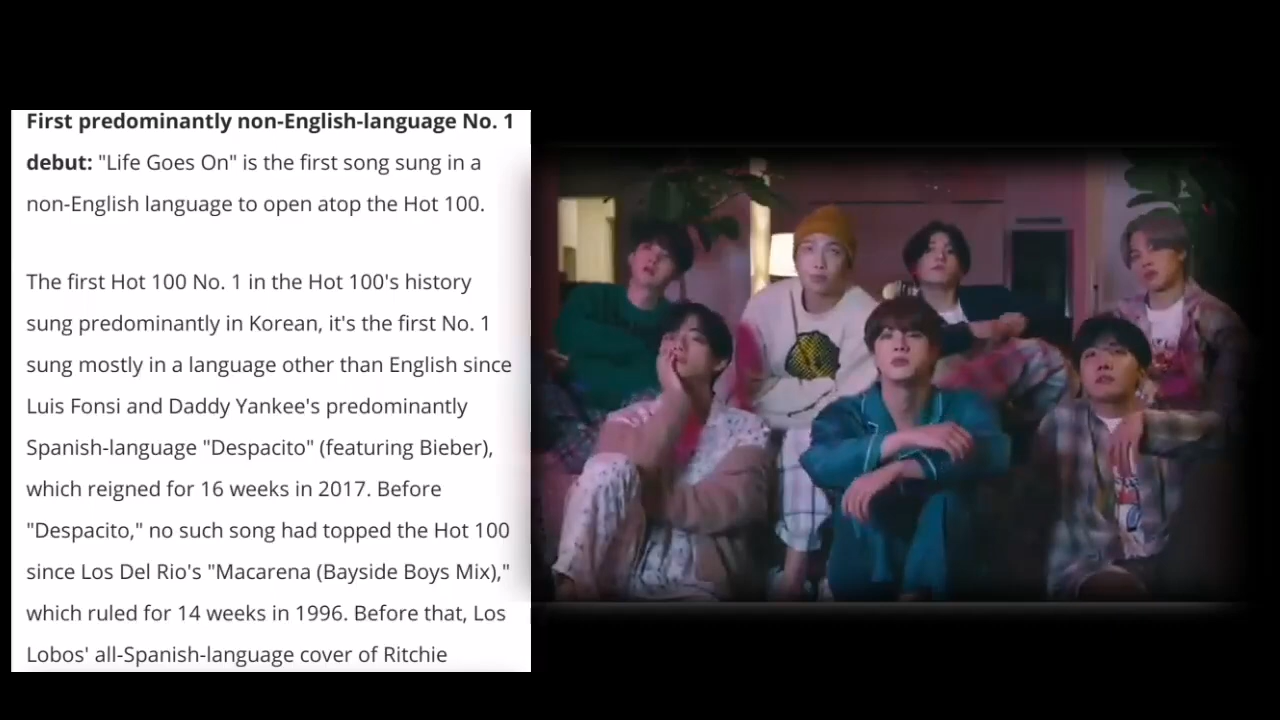 First predominantly non-English-language No. 1
debut: "Life Goes On" is the first song sung in a
non-English language to open atop the Hot 100.
The first Hot 100 No. 1 in the Hot 100's history
sung predominantly in Korean, it's the first No. 1
sung mostly in a language other than English since
Luis Fonsi and Daddy Yankee's predominantly
Spanish-language "Despacito" (featuring Bieber),
which reigned for 16 weeks in 2017. Before
"Despacito," no such song had topped the Hot 100
since Los Del Rio's "Macarena (Bayside Boys Mix),"
which ruled for 14 weeks in 1996. Before that, Los
Lobos' all-Spanish-language cover of Ritchie